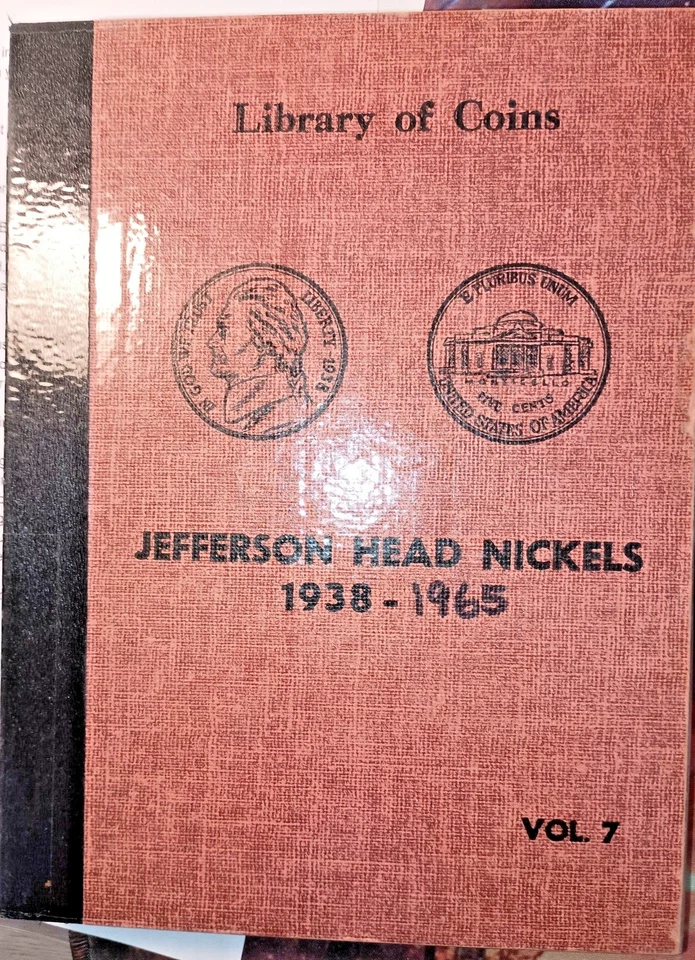 Library of Coins
IN GOD WE TRUST
LIBERTY 1938
E PLURIBUS UNUM
MONTICELLO
FIVE CENTS
UNITED STATES OF AMERICA
JEFFERSON HEAD NICKELS
1938 - 1965
VOL. 7